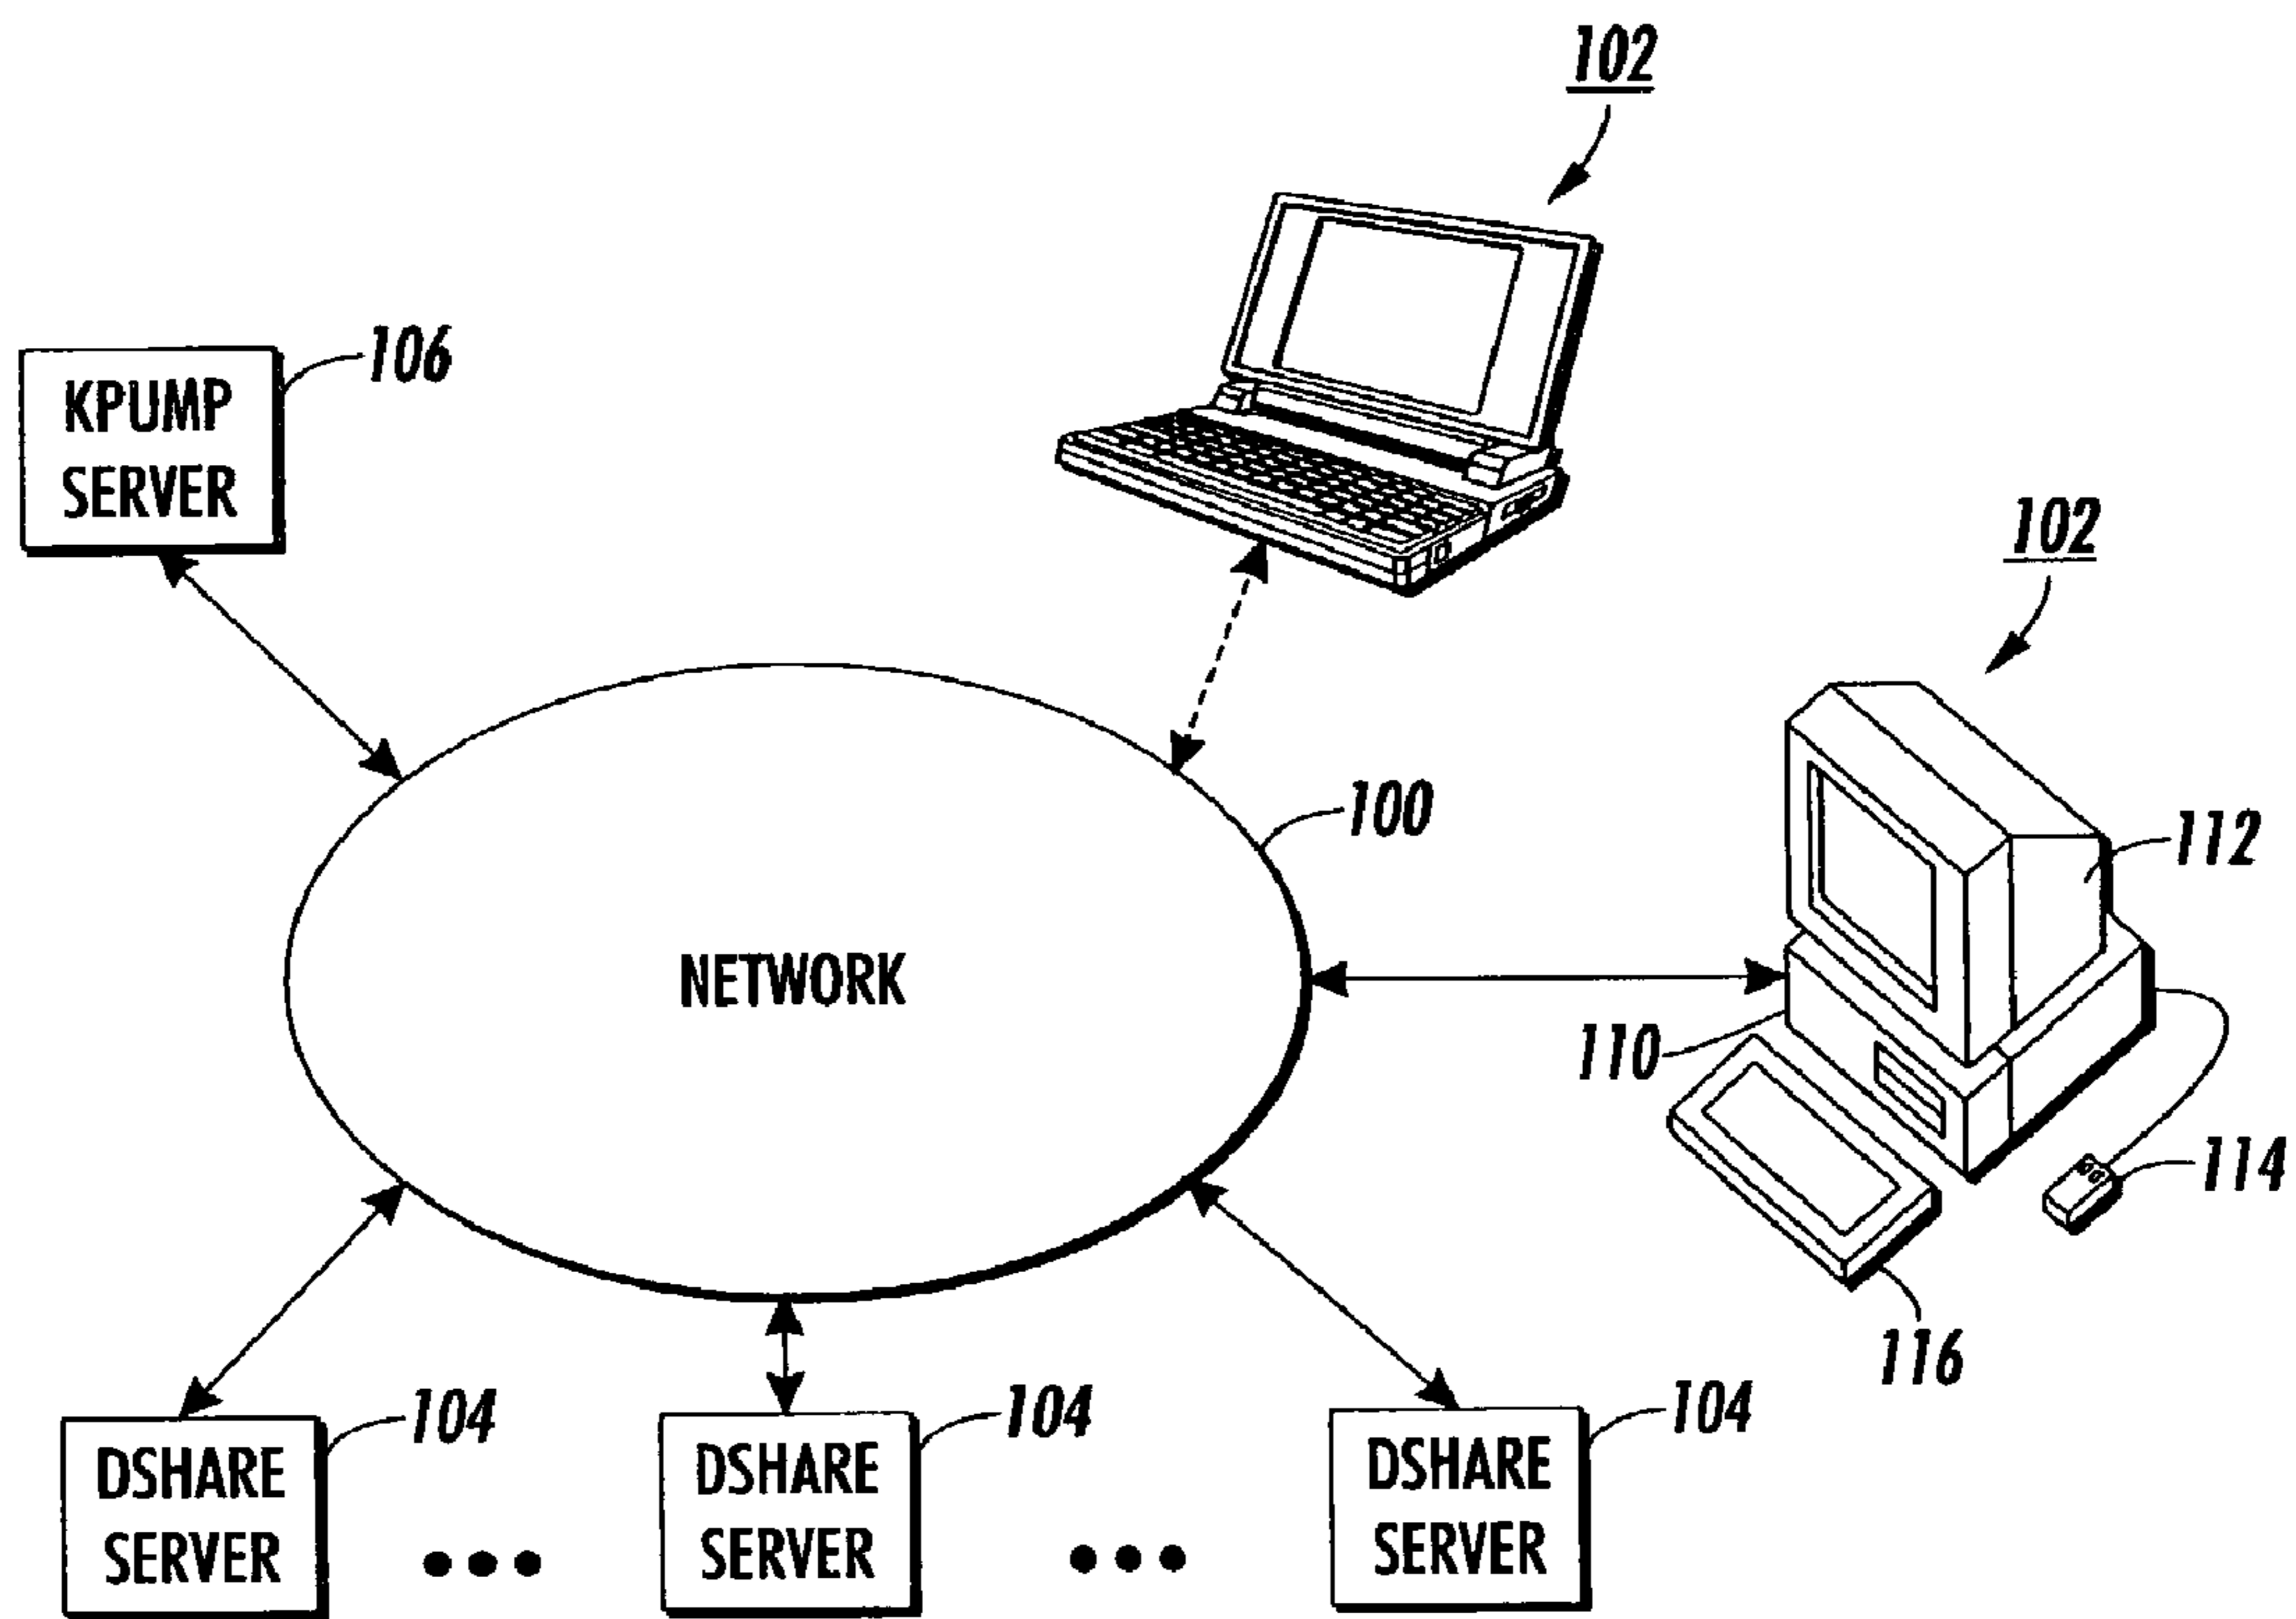 102
106
KPUMP
SERVER
102
100
112
NETWORK
110
114
116
104
104
104
DSHARE
SERVER
DSHARE
SERVER
DSHARE
SERVER